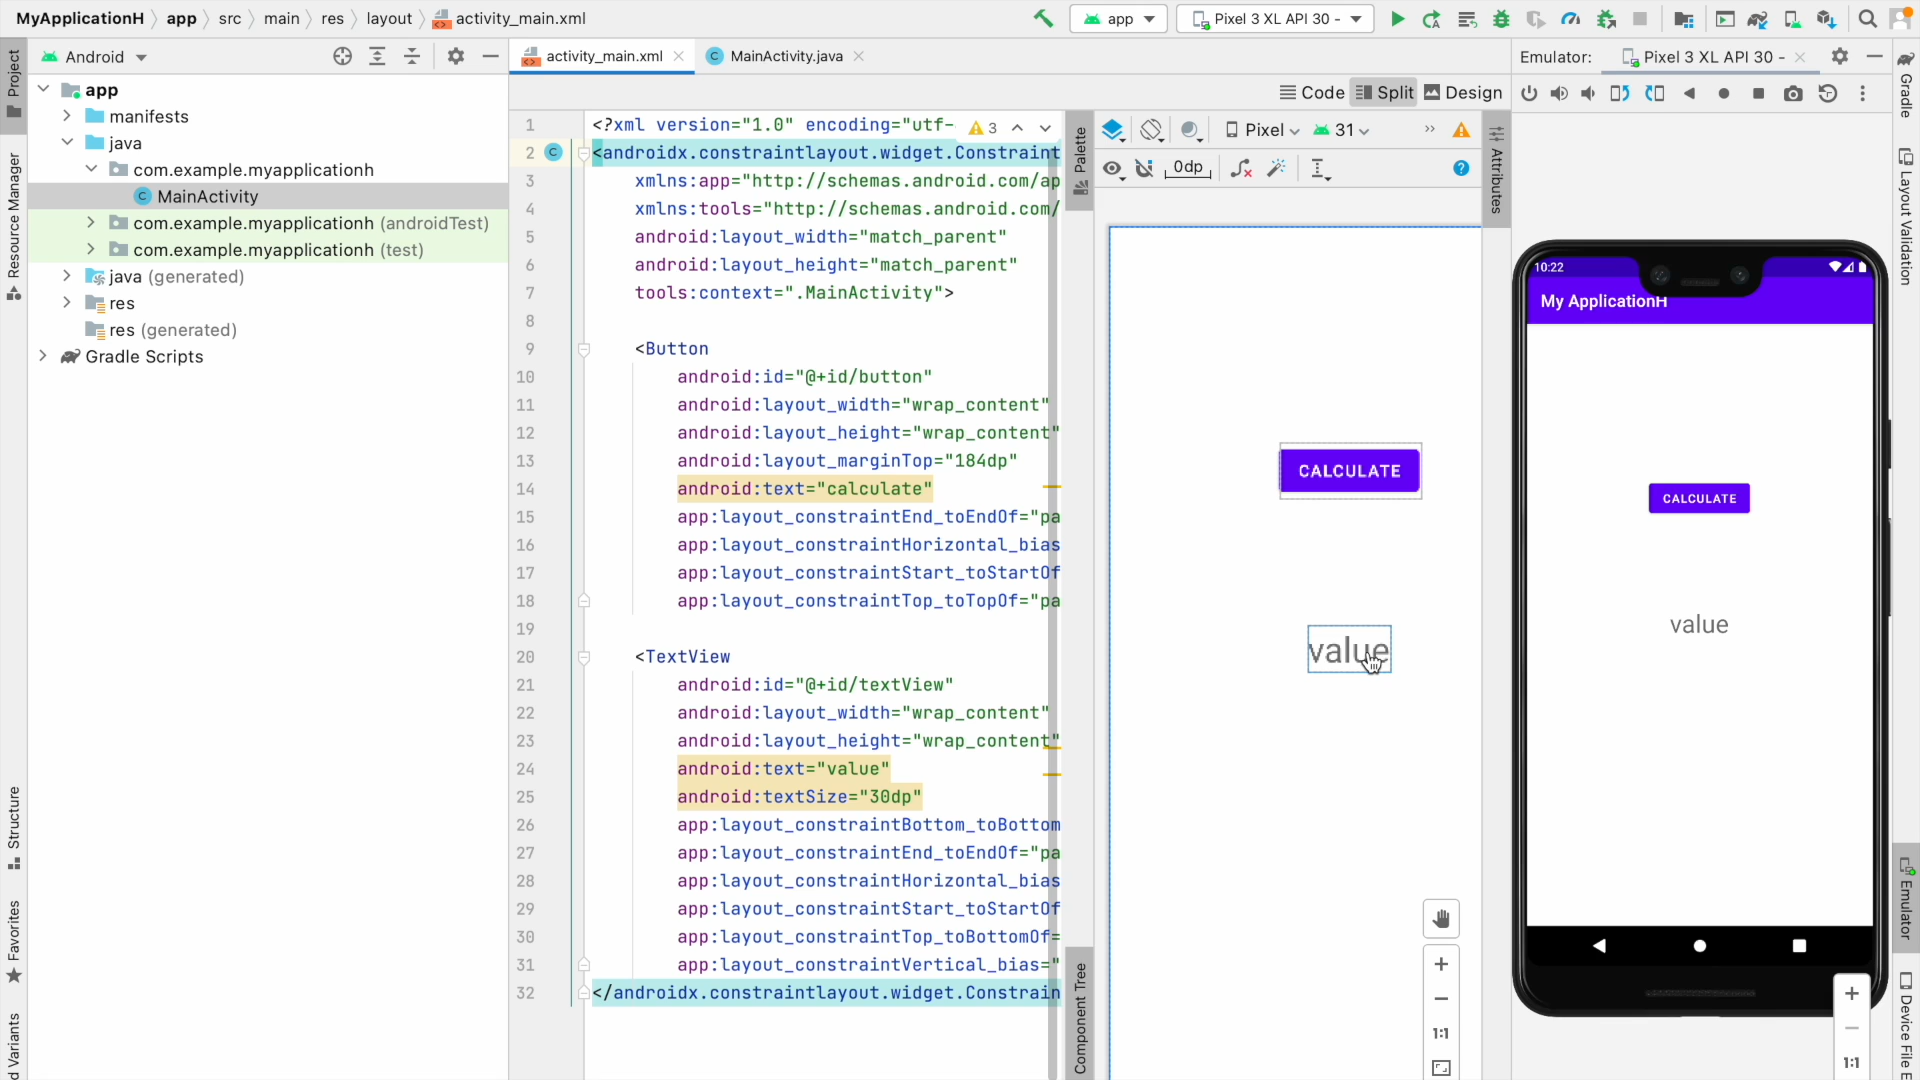 MyApplicationH app src main res layout activity_main.xml
app
Pixel 3 XL API 30 -
Project
Resource Manager
Structure
Favorites
d Variants
Android
app
manifests
java
com.example.myapplicationh
MainActivity
com.example.myapplicationh (androidTest)
com.example.myapplicationh (test)
java (generated)
res
res (generated)
Gradle Scripts
activity_main.xml
MainActivity.java
Code
Split
Design
3
1 <?xml version="1.0" encoding="utf-
2 <androidx.constraintlayout.widget.Constraint
3 xmlns:app="http://schemas.android.com/ap
4 xmlns:tools="http://schemas.android.com/
5 android:layout_width="match_parent"
6 android:layout_height="match_parent"
7 tools:context=".MainActivity">
8
9 <Button
10 android:id="@+id/button"
11 android:layout_width="wrap_content"
12 android:layout_height="wrap_content"
13 android:layout_marginTop="184dp"
14 android:text="calculate"
15 app:layout_constraintEnd_toEndOf="pa
16 app:layout_constraintHorizontal_bias
17 app:layout_constraintStart_toStartOf
18 app:layout_constraintTop_toTopOf="pa
19
20 <TextView
21 android:id="@+id/textView"
22 android:layout_width="wrap_content"
23 android:layout_height="wrap_content"
24 android:text="value"
25 android:textSize="30dp"
26 app:layout_constraintBottom_toBottom
27 app:layout_constraintEnd_toEndOf="pa
28 app:layout_constraintHorizontal_bias
29 app:layout_constraintStart_toStartOf
30 app:layout_constraintTop_toBottomOf=
31 app:layout_constraintVertical_bias="
32 </androidx.constraintlayout.widget.Constrain
Palette
Component Tree
Pixel
31
0dp
Attributes
CALCULATE
value
1:1
Emulator:
Pixel 3 XL API 30 -
10:22
My ApplicationH
CALCULATE
value
1:1
Gradle
Layout Validation
Emulator
Device File E